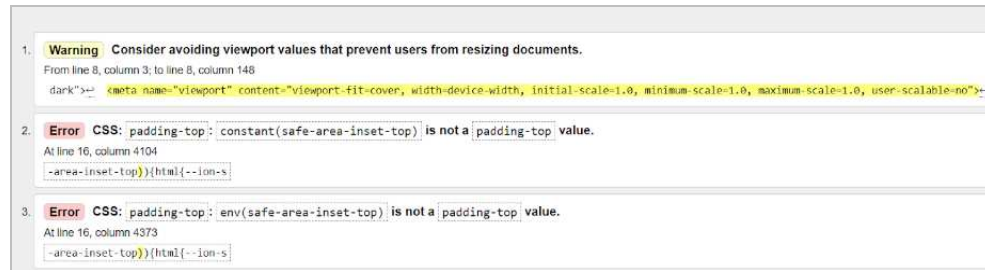 1. Warning Consider avoiding viewport values that prevent users from resizing documents.
From line 8, column 3; to line 8, column 148
dark">↩ <meta name="viewport" content="viewport-fit=cover, width=device-width, initial-scale=1.0, minimum-scale=1.0, maximum-scale=1.0, user-scalable=no">↩
2. Error CSS: padding-top: constant(safe-area-inset-top) is not a padding-top value.
At line 16, column 4104
-area-inset-top)){html{--ion-s
3. Error CSS: padding-top: env(safe-area-inset-top) is not a padding-top value.
At line 16, column 4373
-area-inset-top)){html{--ion-s